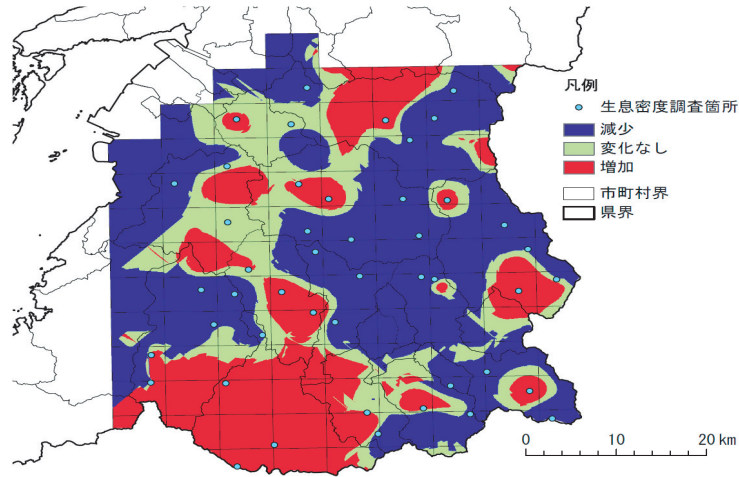 凡例
生息密度調査箇所
減少
変化なし
増加
市町村界
県界
0 10 20 km